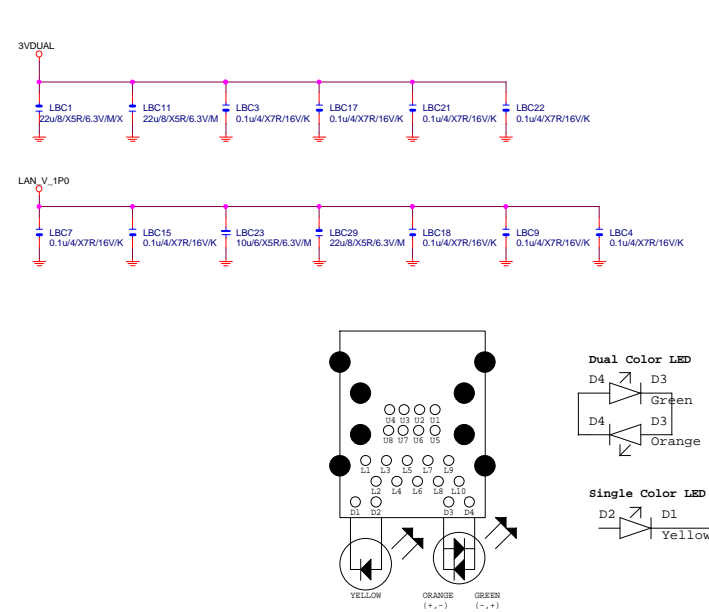 3VDUAL
LBC1
22u/8/X5R/6.3V/M/X
LBC11
22u/8/X5R/6.3V/M
LBC3
0.1u/4/X7R/16V/K
LBC17
0.1u/4/X7R/16V/K
LBC21
0.1u/4/X7R/16V/K
LBC22
0.1u/4/X7R/16V/K
LAN_V_1P0
LBC7
0.1u/4/X7R/16V/K
LBC15
0.1u/4/X7R/16V/K
LBC23
10u/6/X5R/6.3V/M
LBC29
22u/8/X5R/6.3V/M
LBC18
0.1u/4/X7R/16V/K
LBC9
0.1u/4/X7R/16V/K
LBC4
0.1u/4/X7R/16V/K
U4 U3 U2 U1
U8 U7 U6 U5
L1 L3 L5 L7 L9
L2 L4 L6 L8 L10
D1 D2 D3 D4
YELLOW
ORANGE
(+,-)
GREEN
(-,+)
Dual Color LED
D4 D3
Green
D4 D3
Orange
Single Color LED
D2 D1
Yellow